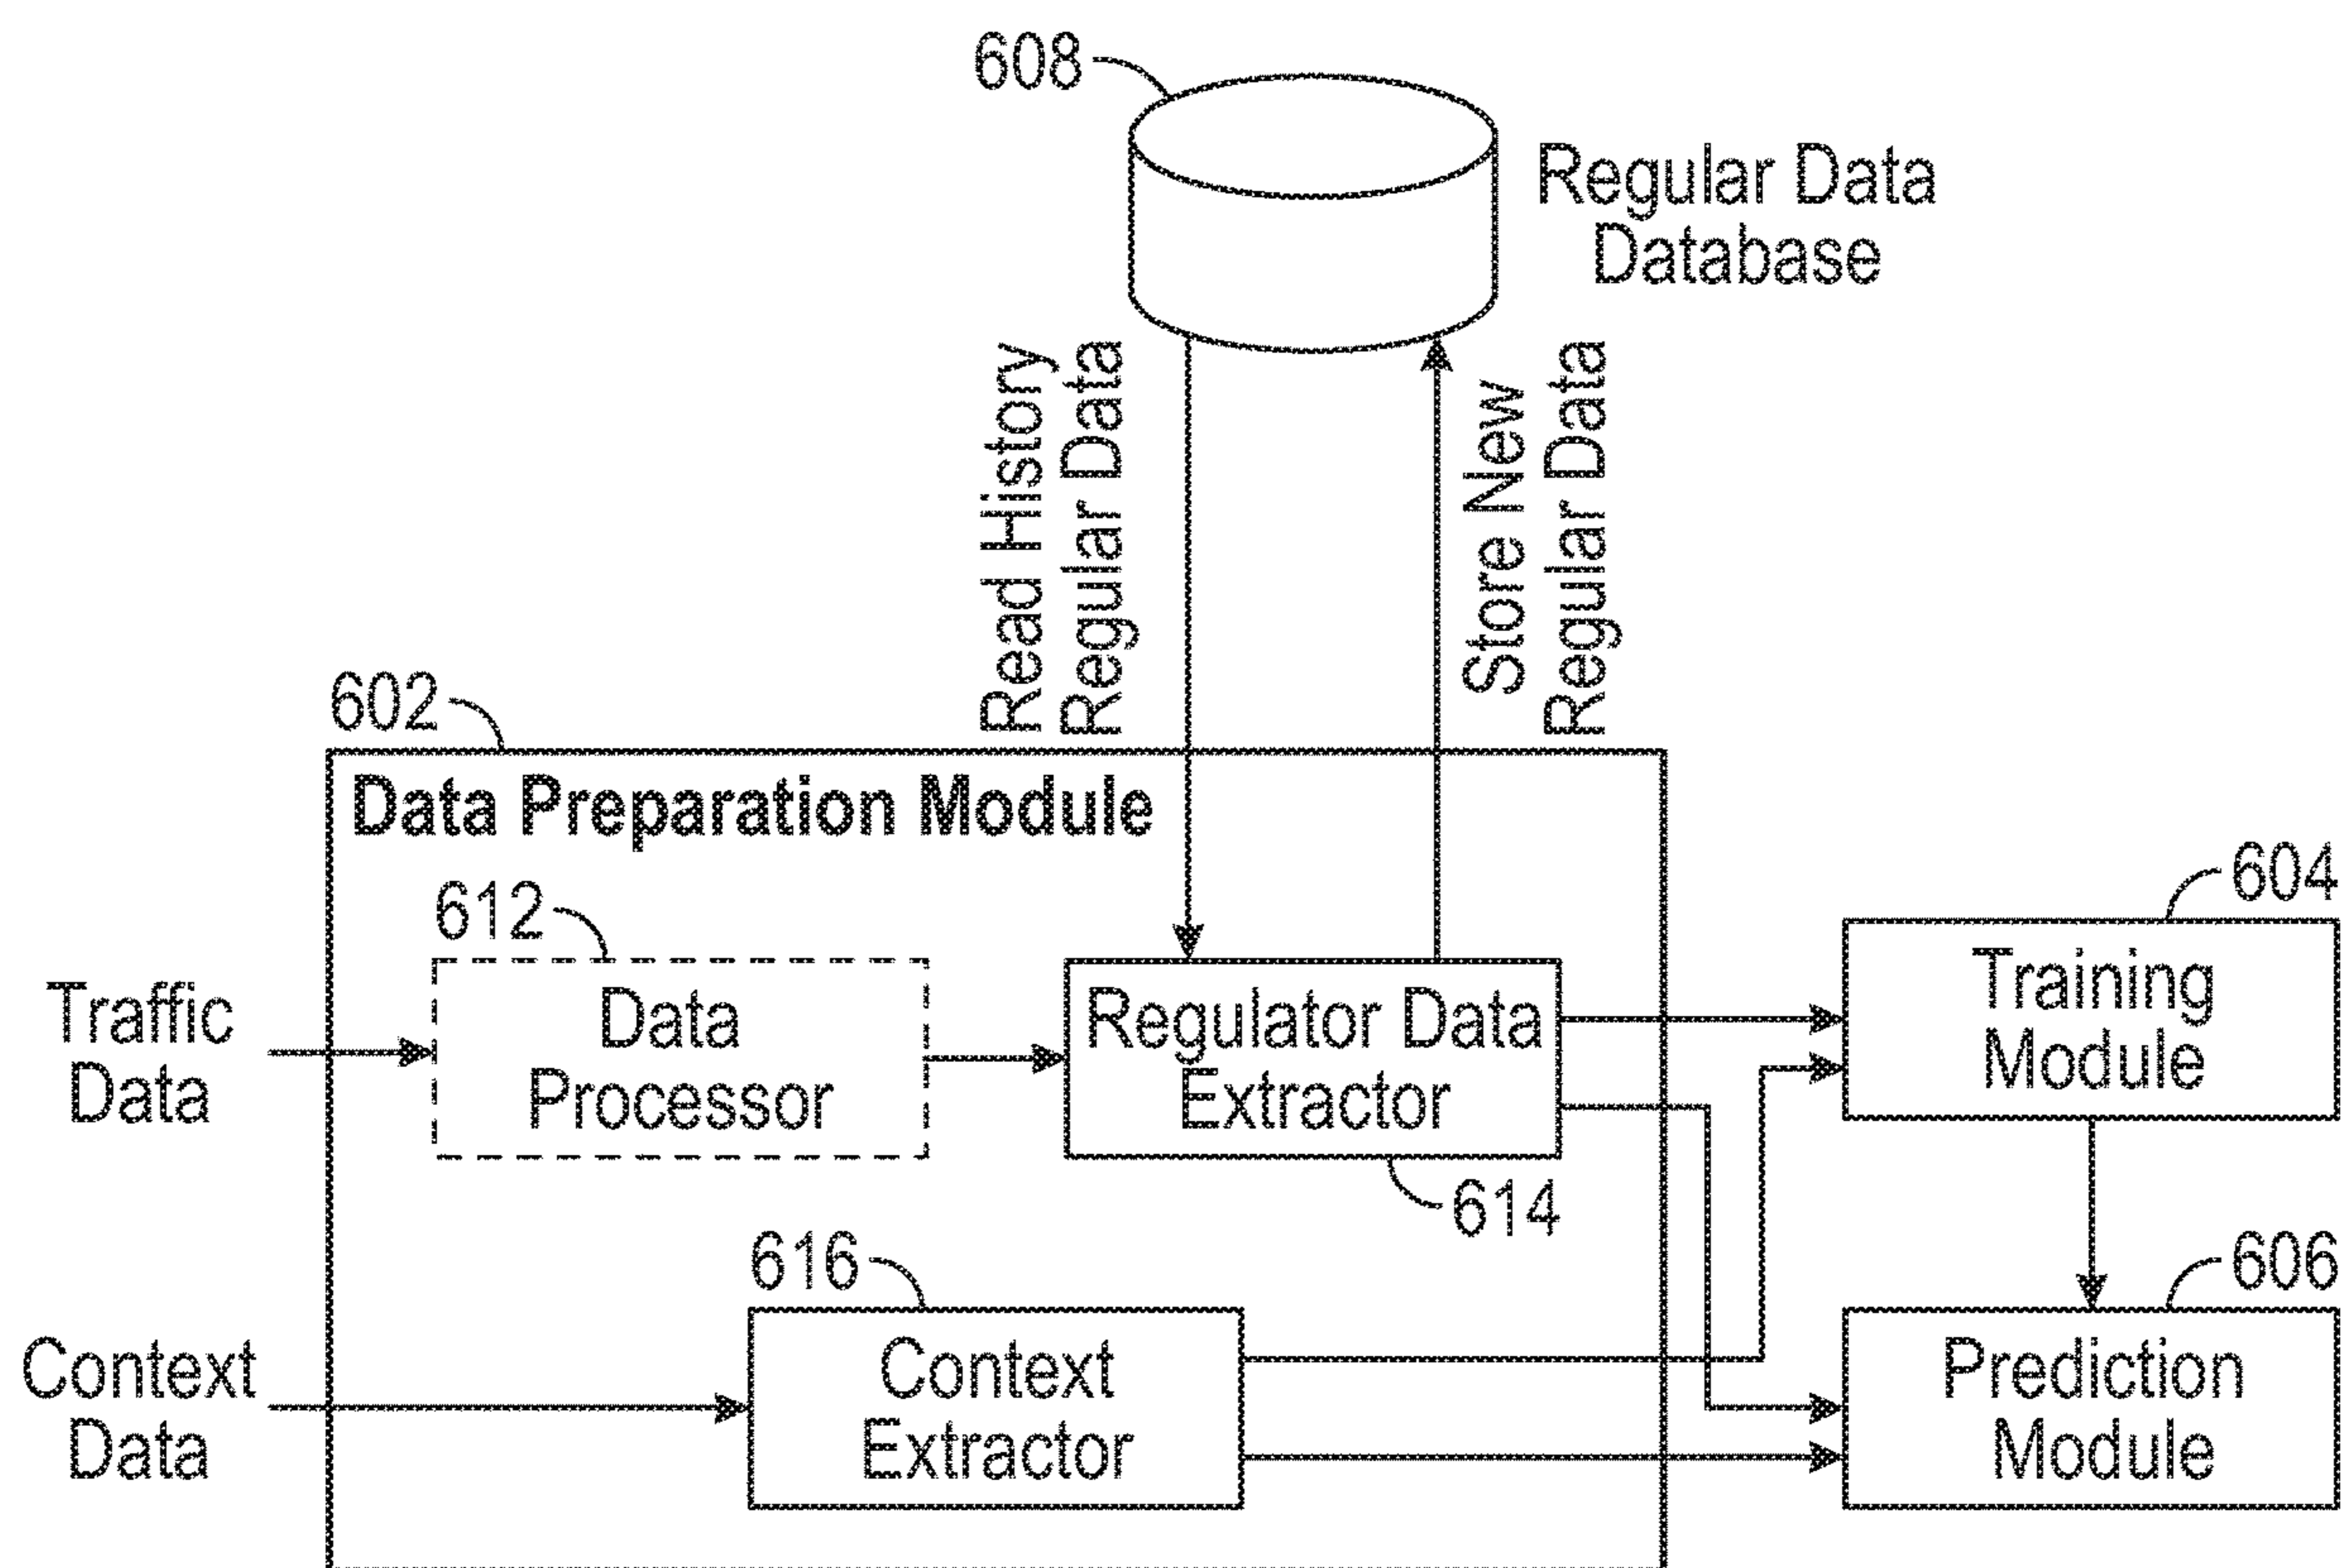 608
Regular Data
Database
Read History
Regular Data
Store New
Regular Data
602
Data Preparation Module
612
604
Traffic
Data
Data
Processor
Regulator Data
Extractor
Training
Module
614
616
606
Context
Data
Context
Extractor
Prediction
Module